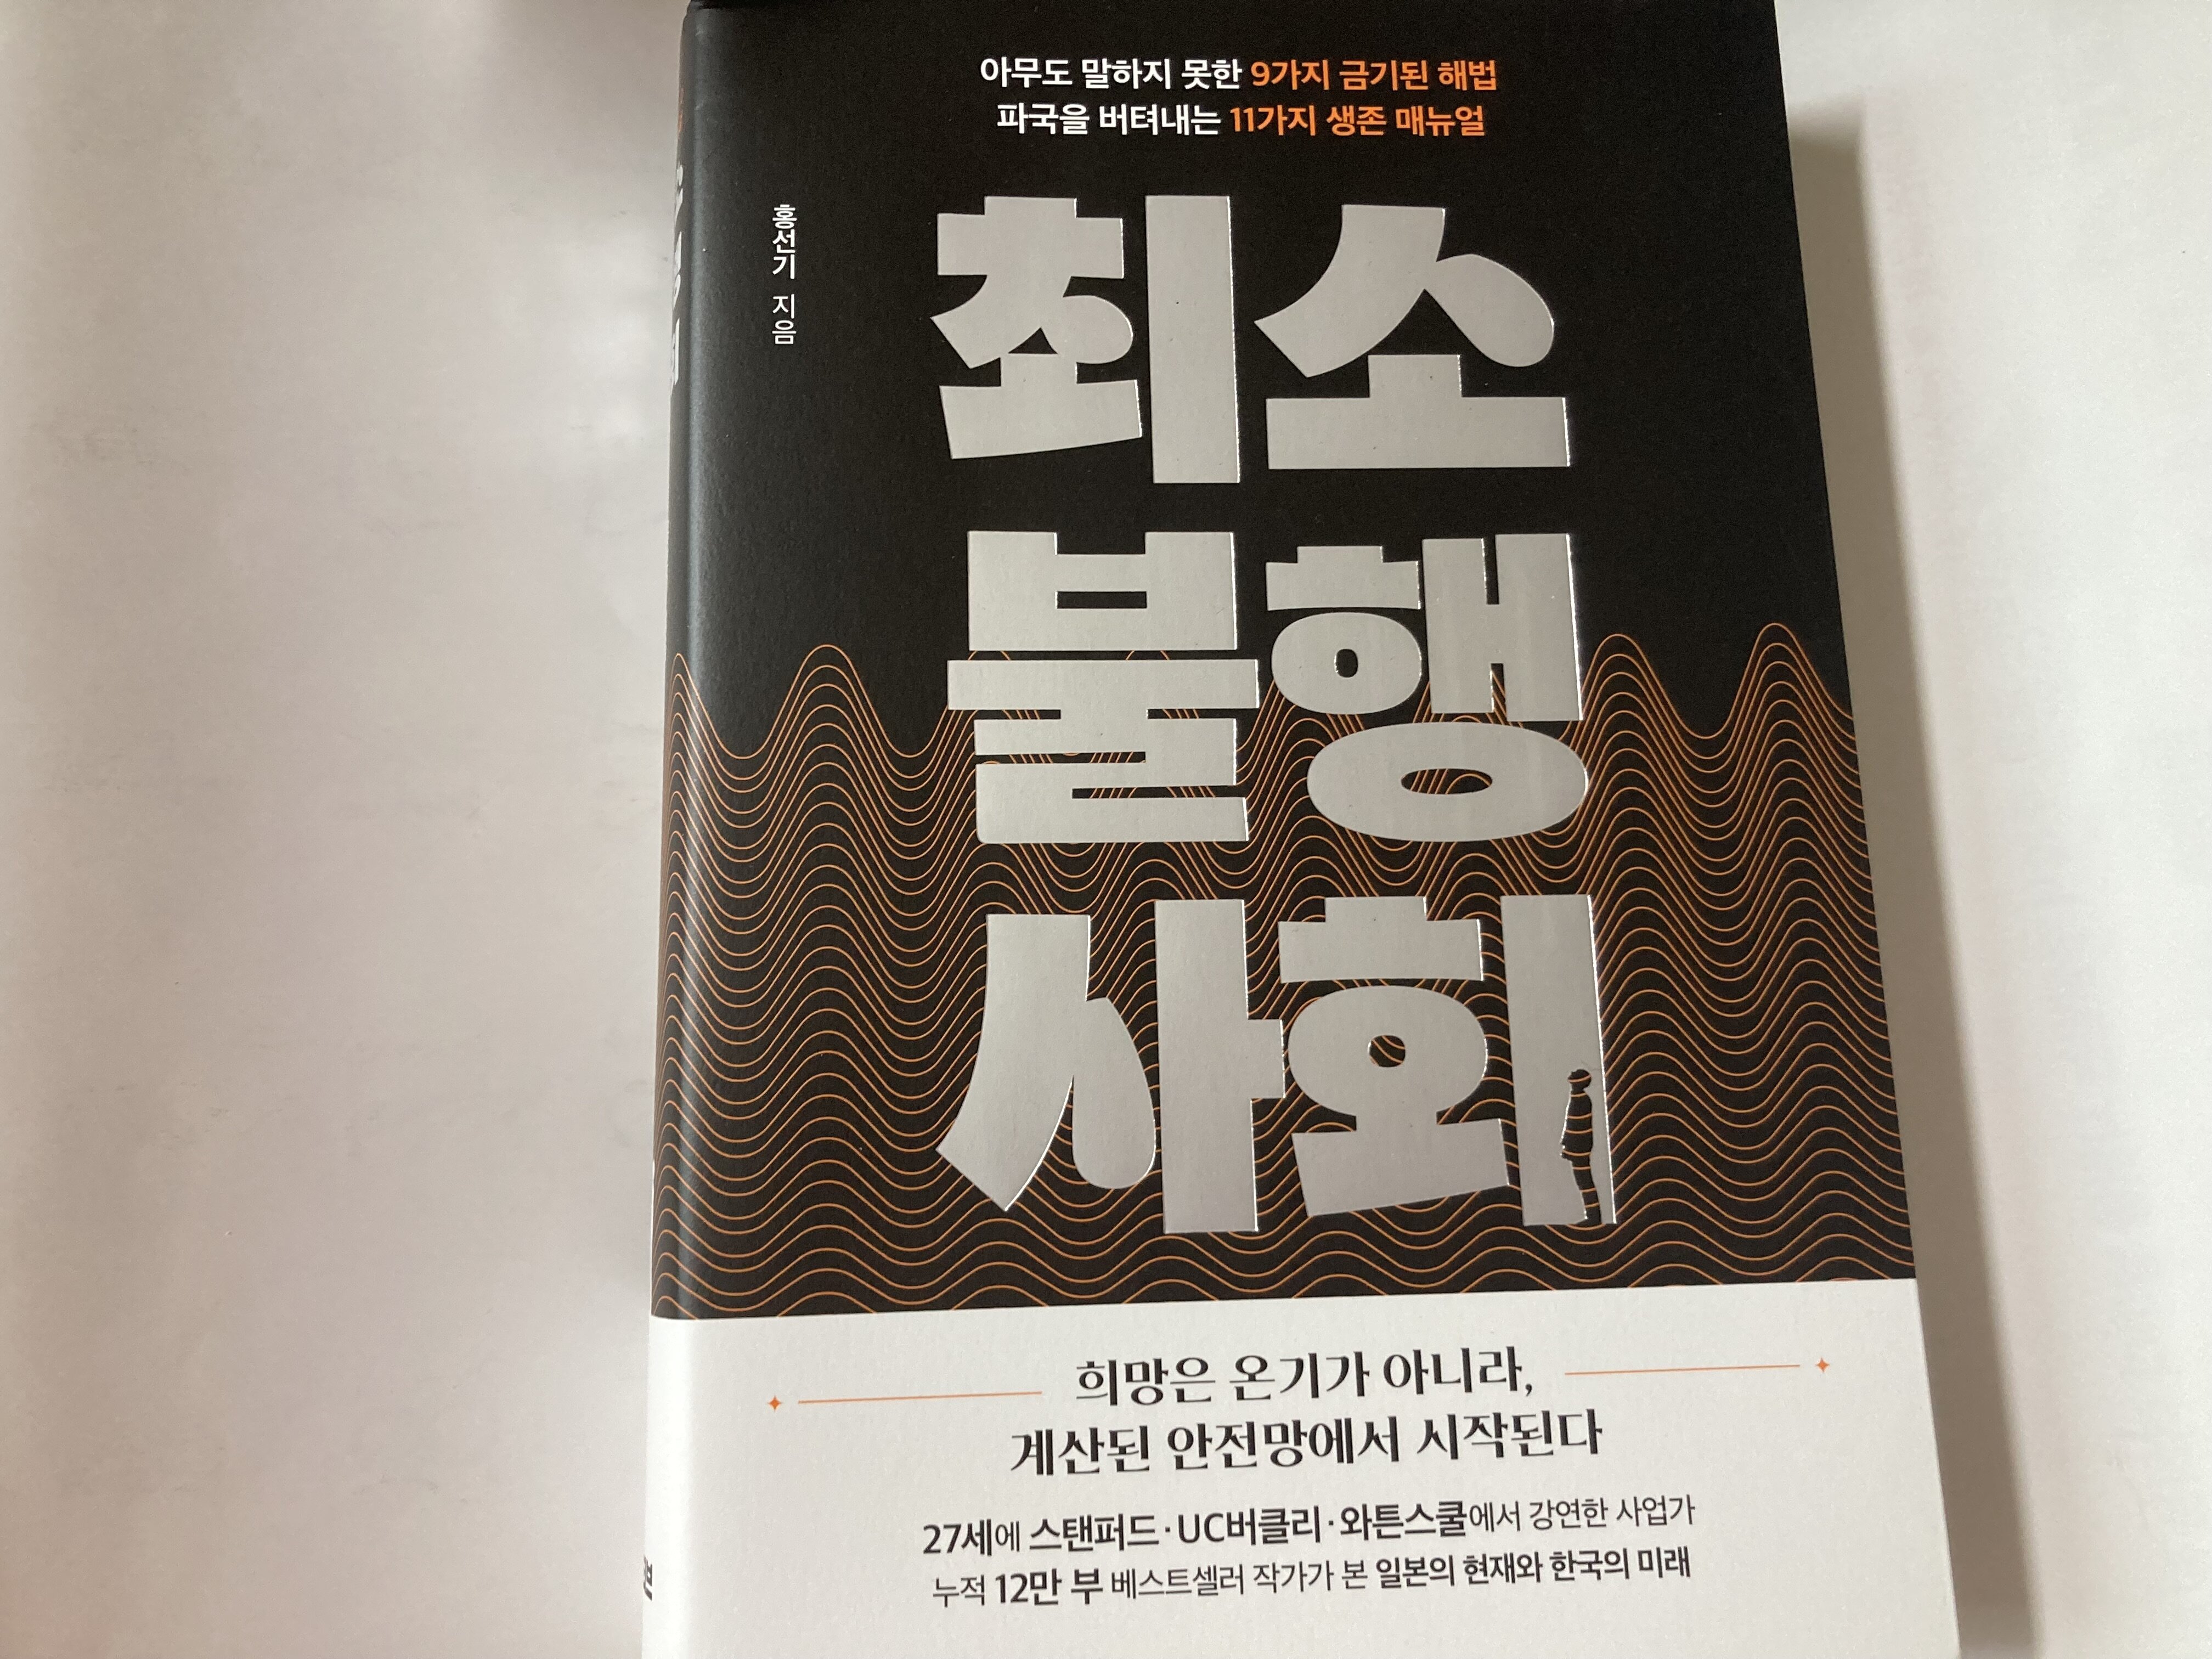 아무도 말하지 못한 9가지 금기된 해법
파국을 버텨내는 11가지 생존 매뉴얼
홍선기 지음
최소
불행
사회
희망은 온기가 아니라,
계산된 안전망에서 시작된다
27세에 스탠퍼드·UC버클리·와튼스쿨에서 강연한 사업가
누적 12만 부 베스트셀러 작가가 본 일본의 현재와 한국의 미래